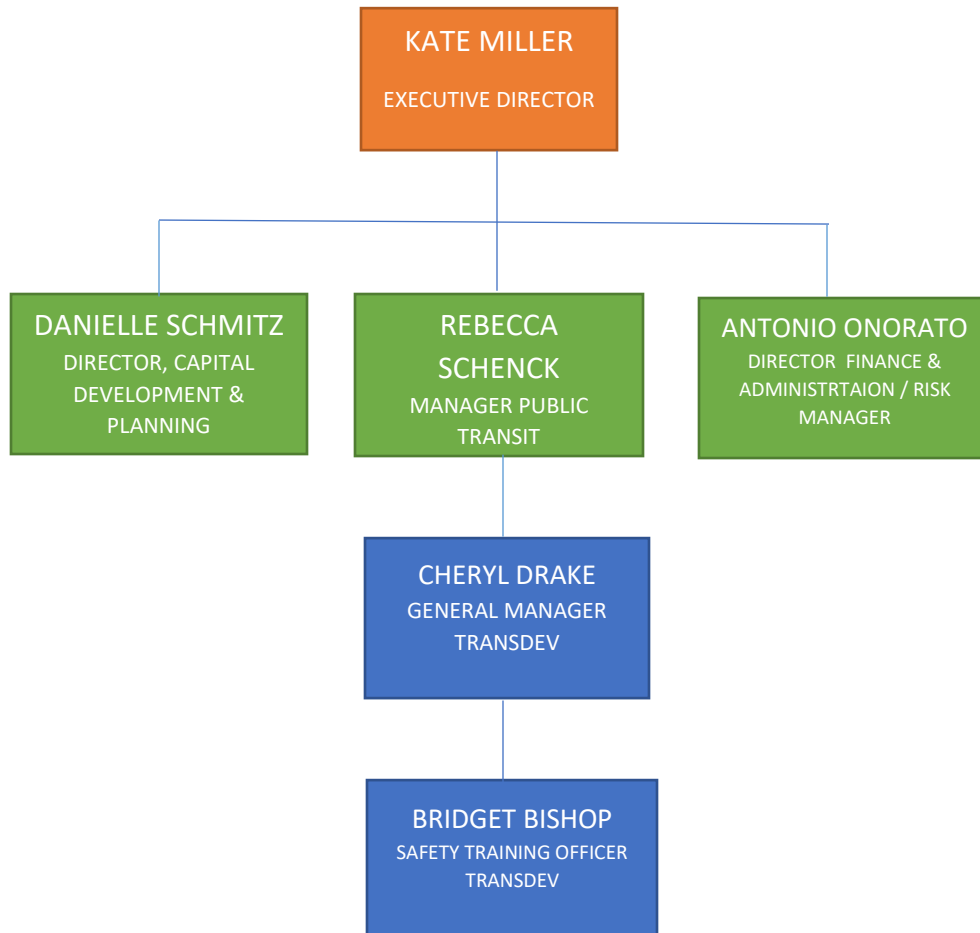 KATE MILLER
EXECUTIVE DIRECTOR
DANIELLE SCHMITZ
DIRECTOR, CAPITAL
DEVELOPMENT &
PLANNING
REBECCA
SCHENCK
MANAGER PUBLIC
TRANSIT
ANTONIO ONORATO
DIRECTOR  FINANCE &
ADMINISTRTAION / RISK
MANAGER
CHERYL DRAKE
GENERAL MANAGER
TRANSDEV
BRIDGET BISHOP
SAFETY TRAINING OFFICER
TRANSDEV